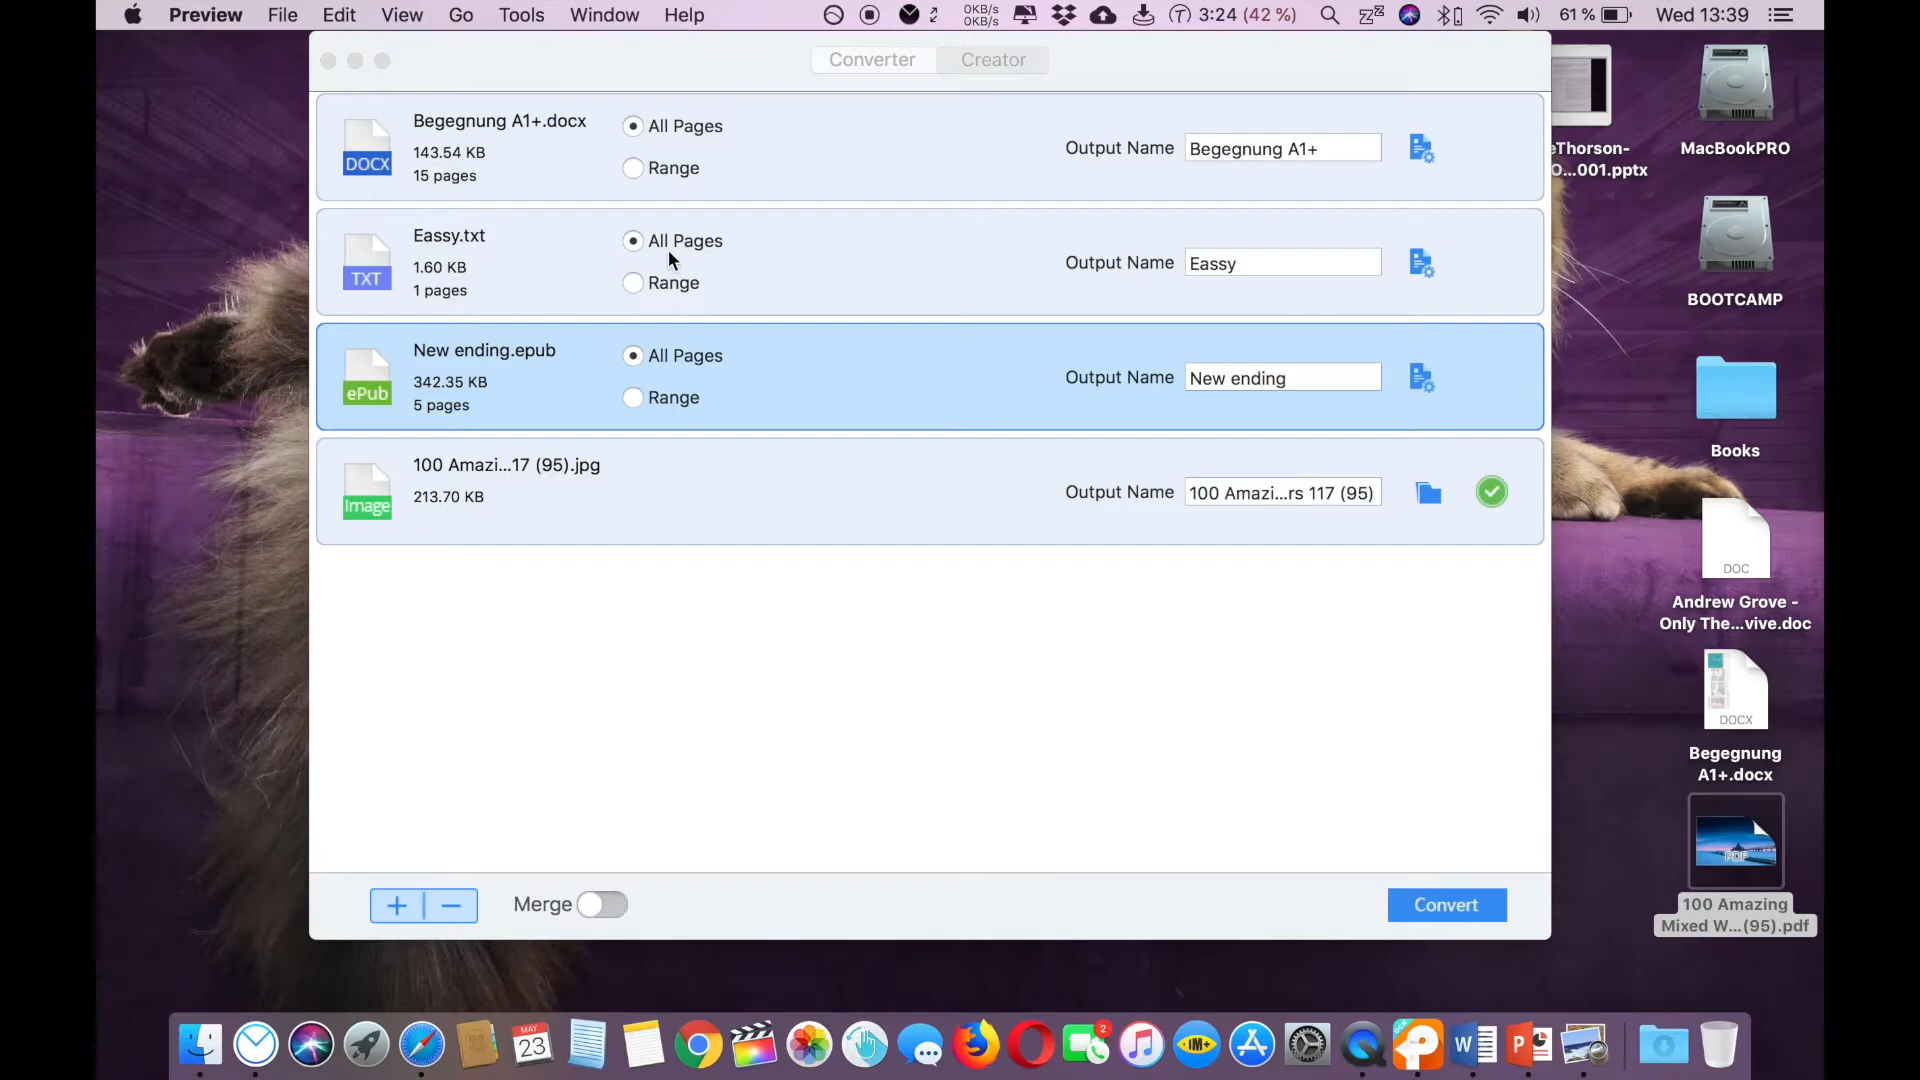 Preview File Edit View Go Tools Window Help 0KB/s 0KB/s 3:24 (42 %) 61 % Wed 13:39
Converter Creator
Begegnung A1+.docx
143.54 KB
15 pages
DOCX
All Pages
Range
Output Name Begegnung A1+
Eassy.txt
1.60 KB
1 pages
TXT
All Pages
Range
Output Name Eassy
New ending.epub
342.35 KB
5 pages
ePub
All Pages
Range
Output Name New ending
100 Amazi...17 (95).jpg
213.70 KB
Image
Output Name 100 Amazi...rs 117 (95)
Merge
Convert
eThorson-
O...001.pptx
MacBookPRO
BOOTCAMP
Books
DOC
Andrew Grove -
Only The...vive.doc
DOCX
Begegnung
A1+.docx
PDF
100 Amazing
Mixed W...(95).pdf
MAY
23
2
IM+
OCR
P
W
P